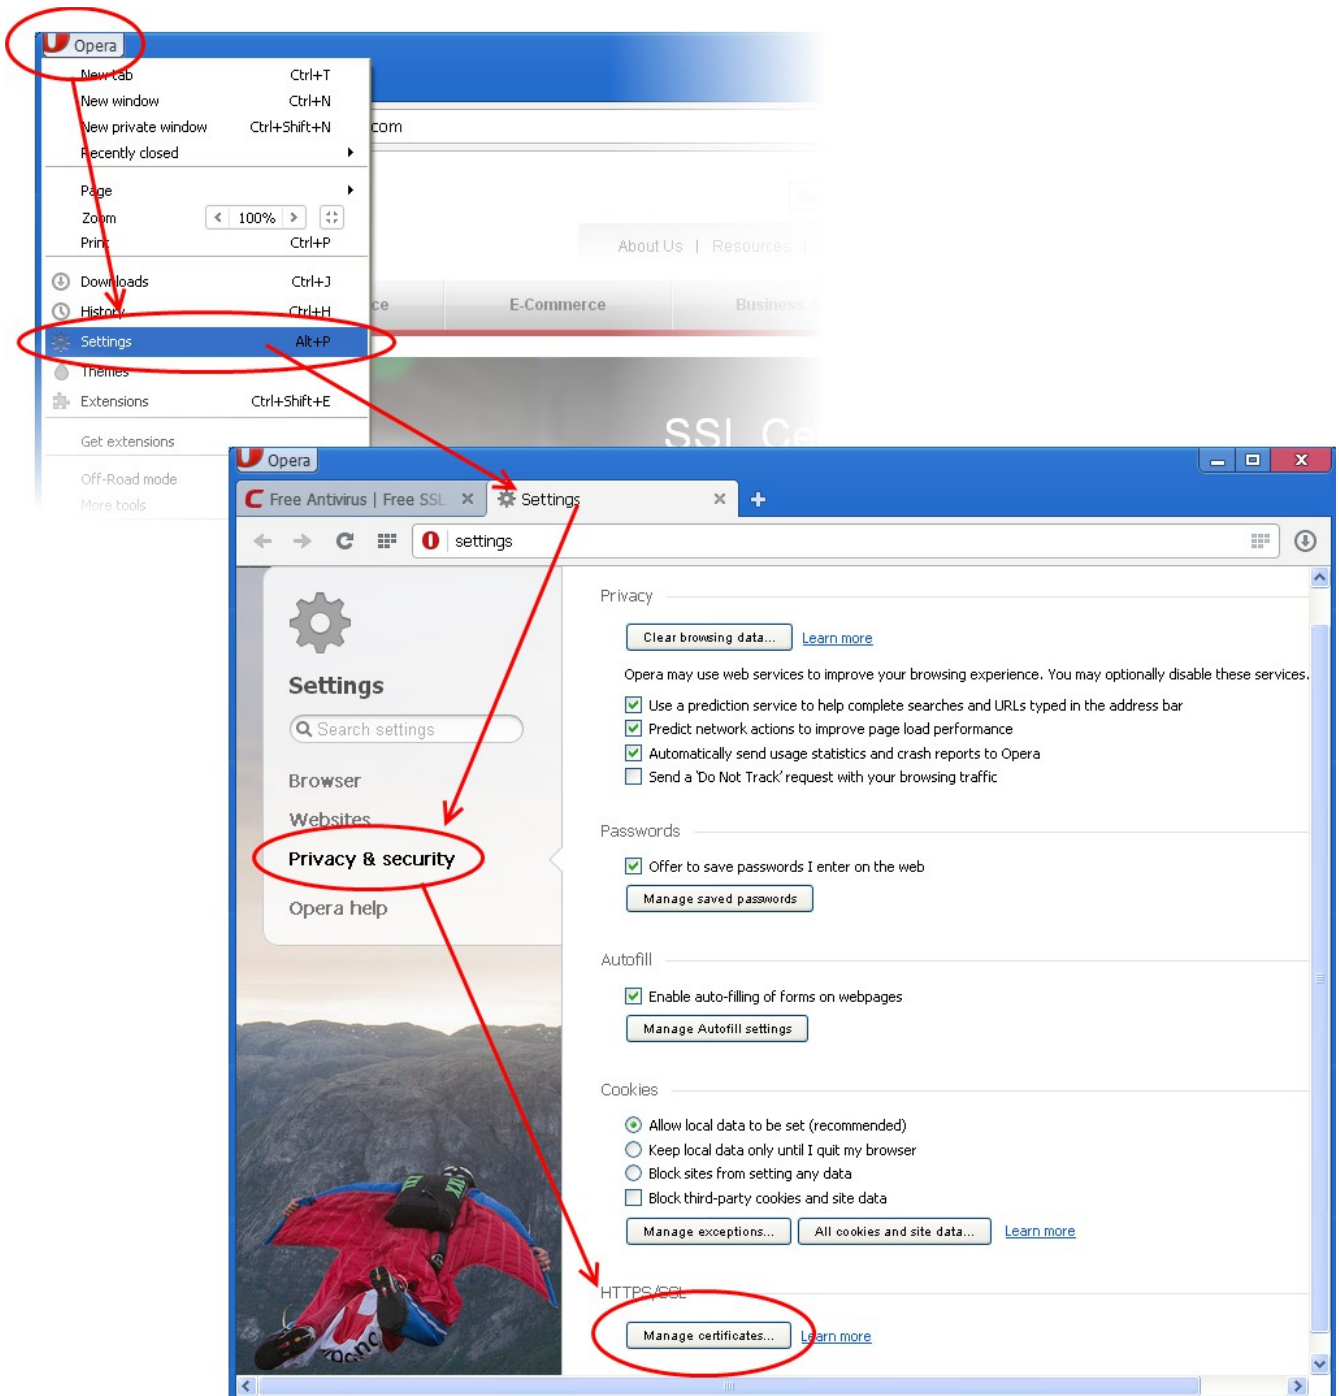 Opera
New tab Ctrl+T
New window Ctrl+N
New private window Ctrl+Shift+N
Recently closed
Page
Zoom < 100% >
Print Ctrl+P
Downloads Ctrl+J
History Ctrl+H
Settings Alt+P
Themes
Extensions Ctrl+Shift+E
Get extensions
Off-Road mode
More tools
com
About Us | Resources |
ce E-Commerce Business
SSL Ce
Opera
Free Antivirus | Free SSL Settings
settings
Settings
Search settings
Browser
Websites
Privacy & security
Opera help
Privacy
Clear browsing data... Learn more
Opera may use web services to improve your browsing experience. You may optionally disable these services.
Use a prediction service to help complete searches and URLs typed in the address bar
Predict network actions to improve page load performance
Automatically send usage statistics and crash reports to Opera
Send a 'Do Not Track' request with your browsing traffic
Passwords
Offer to save passwords I enter on the web
Manage saved passwords
Autofill
Enable auto-filling of forms on webpages
Manage Autofill settings
Cookies
Allow local data to be set (recommended)
Keep local data only until I quit my browser
Block sites from setting any data
Block third-party cookies and site data
Manage exceptions... All cookies and site data... Learn more
HTTPS/SSL
Manage certificates... Learn more